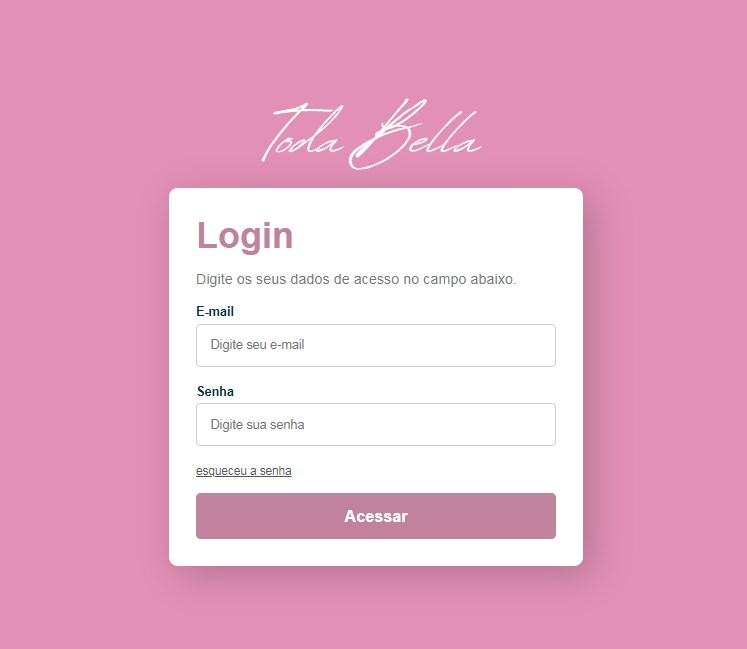 Toda Bella
Login
Digite os seus dados de acesso no campo abaixo.
E-mail
Digite seu e-mail
Senha
Digite sua senha
esqueceu a senha
Acessar